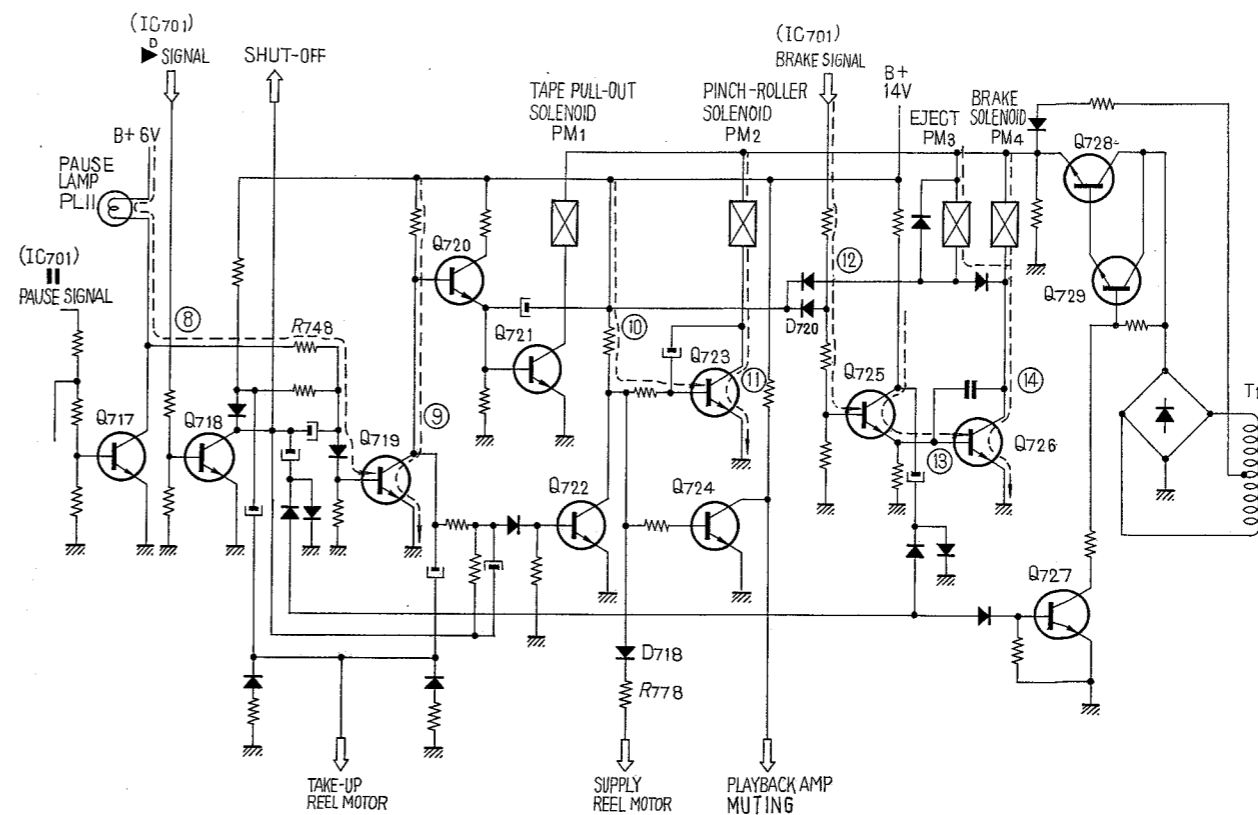 (IC701)
▶ D SIGNAL
SHUT-OFF
B+ 6V
PAUSE
LAMP
PL11
(IC701)
PAUSE SIGNAL
⑧
R748
Q717
Q718
Q719
⑨
Q720
Q721
TAPE PULL-OUT
SOLENOID
PM1
PINCH-ROLLER
SOLENOID
PM2
(IC701)
BRAKE SIGNAL
B+
14V
EJECT
PM3
BRAKE
SOLENOID
PM4
Q728
Q729
⑩
Q723
⑪
⑫
D720
Q725
⑬
⑭
Q726
T1
Q722
Q724
Q727
D718
R778
TAKE-UP
REEL MOTOR
SUPPLY
REEL MOTOR
PLAYBACK AMP
MUTING